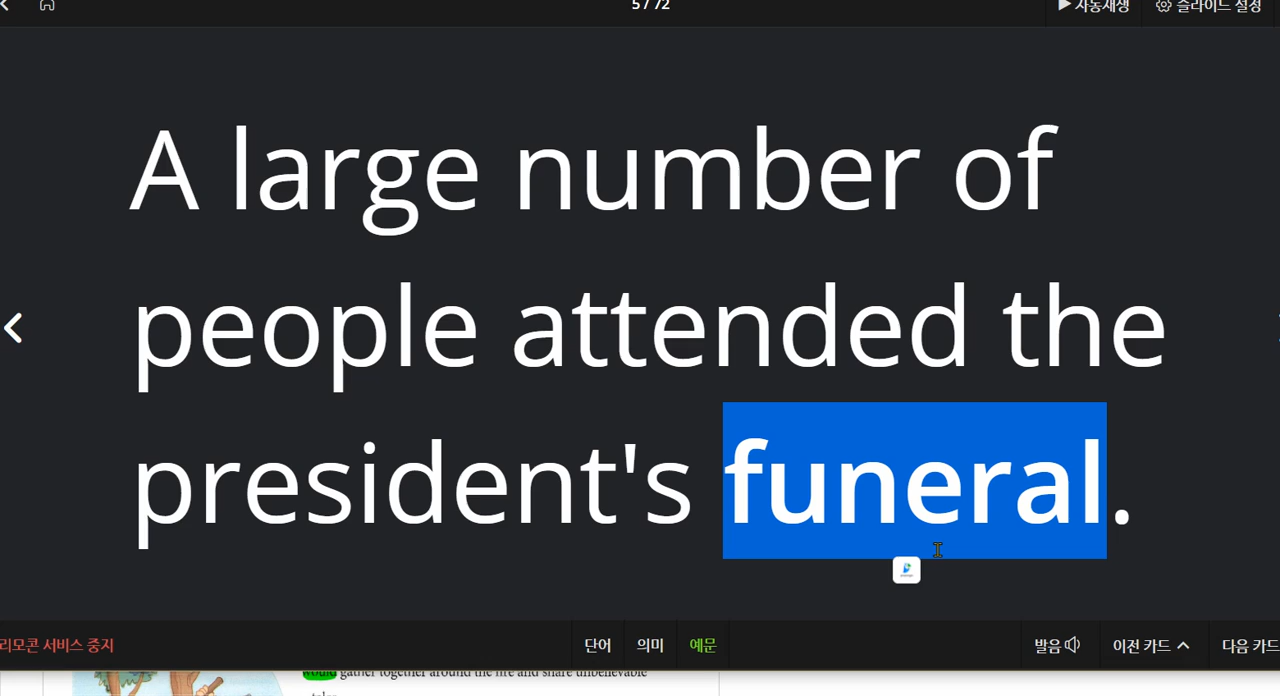 5 / 72
자동재생
슬라이드 설정
A large number of
people attended the
president's funeral.
리모콘 서비스 중지
단어
의미
예문
발음
이전 카드
다음 카드
would gather together around the fire and share unbelievable